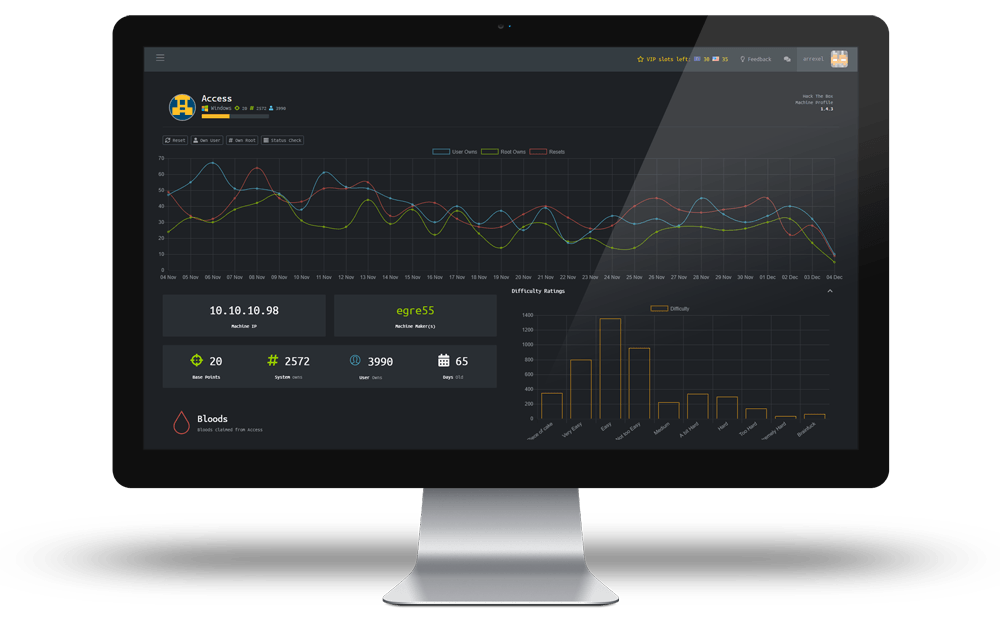 VIP slots left: 30 35 Feedback arrexel
Access
Windows 20 # 2572 3990
Hack The Box
Machine Profile
1.4.3
Reset Own User # Own Root Status Check
User Owns Root Owns Resets
70
60
50
40
30
20
10
0
04 Nov 05 Nov 06 Nov 07 Nov 08 Nov 09 Nov 10 Nov 11 Nov 12 Nov 13 Nov 14 Nov 15 Nov 16 Nov 17 Nov 18 Nov 19 Nov 20 Nov 21 Nov 22 Nov 23 Nov 24 Nov 25 Nov 26 Nov 27 Nov 28 Nov 29 Nov 30 Nov 01 Dec 02 Dec 03 Dec 04 Dec
10.10.10.98
Machine IP
egre55
Machine Maker(s)
20
Base Points
# 2572
System owns
3990
User owns
65
Days old
Bloods
Bloods claimed from Access
Difficulty Ratings
Difficulty
1400
1200
1000
800
600
400
200
0
iece of cake Very Easy Easy Not too Easy Medium A bit Hard Hard Too Hard tremely Hard Brainfuck